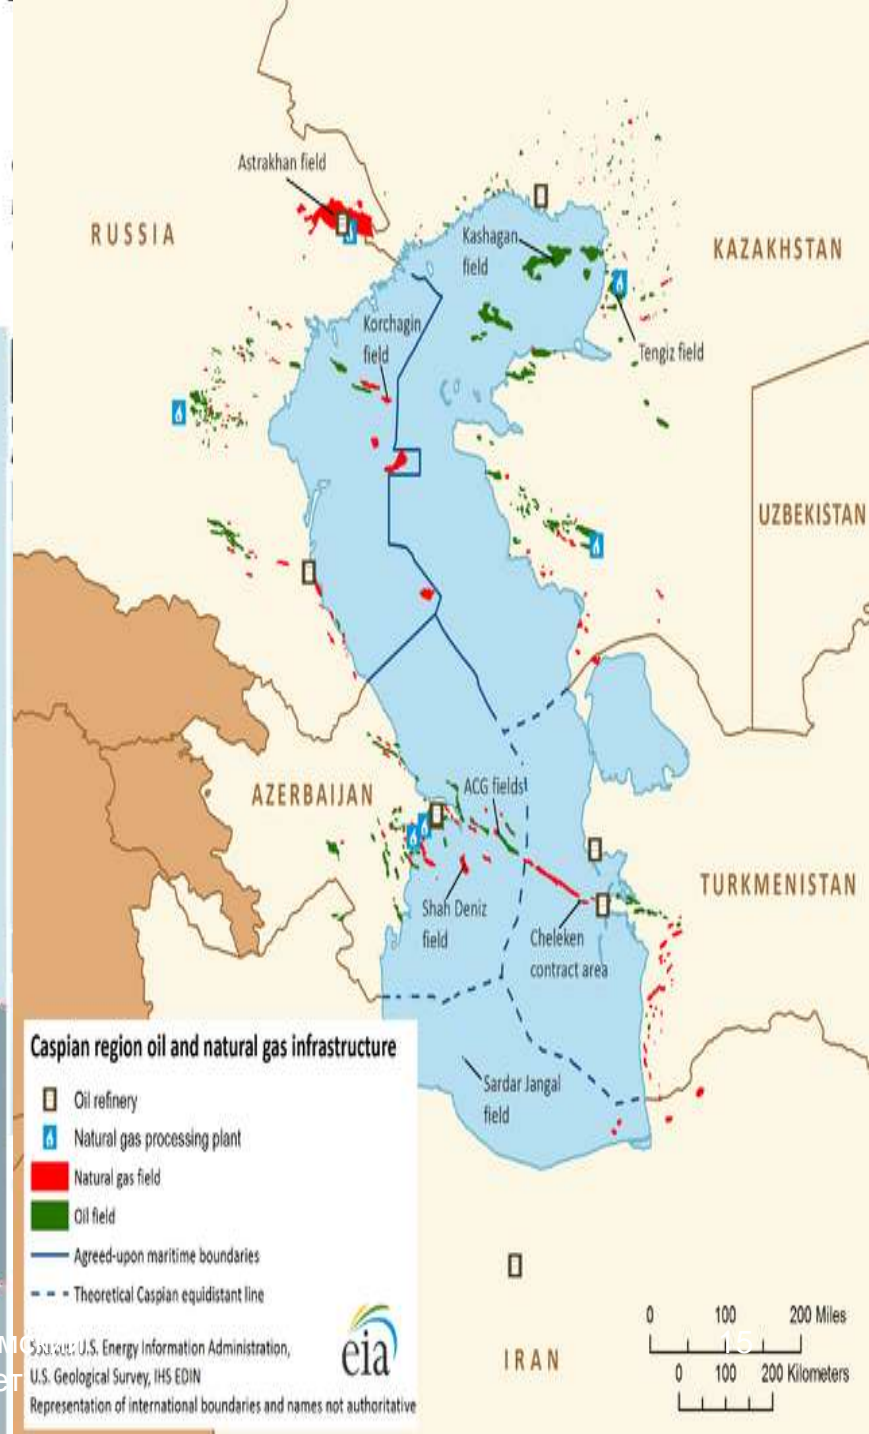 Astrakhan field
RUSSIA
Kashagan
field
KAZAKHSTAN
Korchagin
field
Tengiz field
UZBEKISTAN
AZERBAIJAN
ACG fields
TURKMENISTAN
Shah Deniz
field
Cheleken
contract area
Sardar Jangal
field
Caspian region oil and natural gas infrastructure
Oil refinery
Natural gas processing plant
Natural gas field
Oil field
Agreed-upon maritime boundaries
Theoretical Caspian equidistant line
U.S. Energy Information Administration,
U.S. Geological Survey, IHS EDIN
Representation of international boundaries and names not authoritative
eia
IRAN
0 100 200 Miles
15
0 100 200 Kilometers